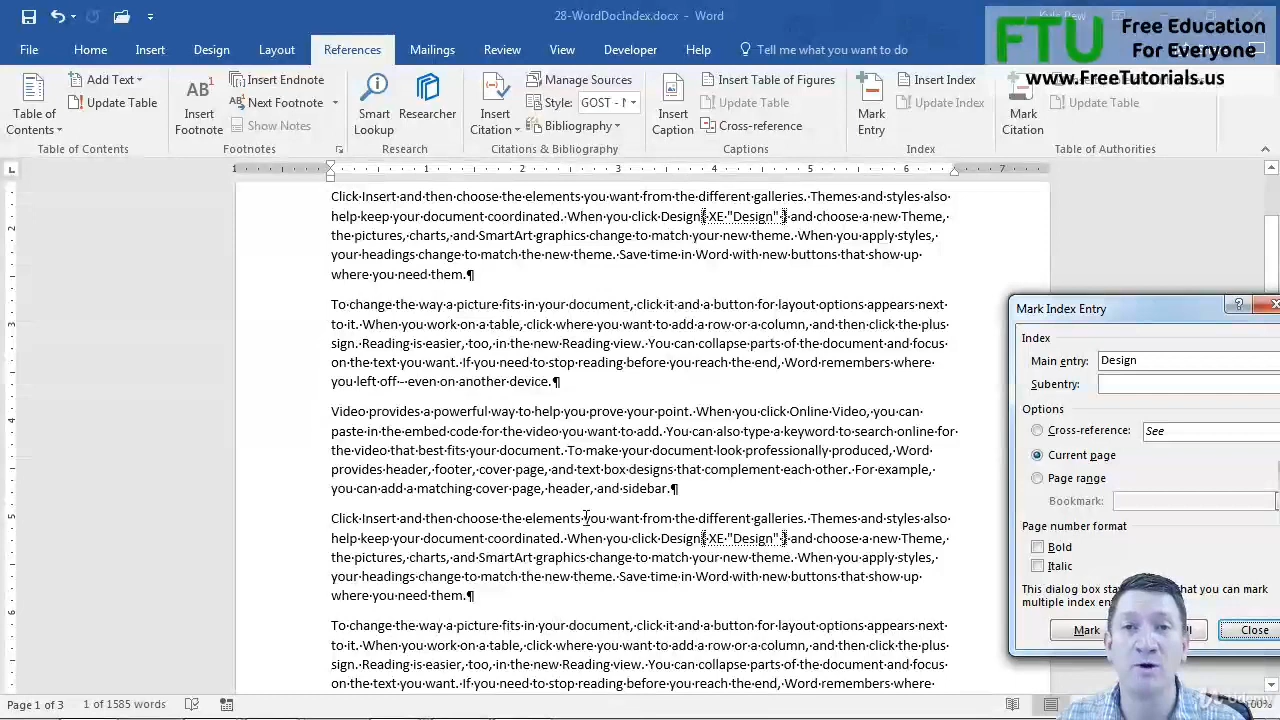 28-WordDocIndex.docx - Word
FTU Free Education
For Everyone
www.FreeTutorials.us
File Home Insert Design Layout References Mailings Review View Developer Help Tell me what you want to do
Table of Contents
Add Text
Update Table
Table of Contents
AB¹ Insert Footnote
Insert Endnote
Next Footnote
Show Notes
Footnotes
Smart Lookup
Researcher
Research
Insert Citation
Manage Sources
Style: GOST - N
Bibliography
Citations & Bibliography
Insert Caption
Insert Table of Figures
Update Table
Cross-reference
Captions
Mark Entry
Insert Index
Update Index
Index
Mark Citation
Update Table
Table of Authorities
1 1 2 3 4 5 6 7
Click·Insert·and·then·choose·the·elements·you·want·from·the·different·galleries.·Themes·and·styles·also·
help·keep·your·document·coordinated.·When·you·click·Design{·XE·"Design"·}·and·choose·a·new·Theme,·
the·pictures,·charts,·and·SmartArt·graphics·change·to·match·your·new·theme.·When·you·apply·styles,·
your·headings·change·to·match·the·new·theme.·Save·time·in·Word·with·new·buttons·that·show·up·
where·you·need·them.¶
To·change·the·way·a·picture·fits·in·your·document,·click·it·and·a·button·for·layout·options·appears·next·
to·it.·When·you·work·on·a·table,·click·where·you·want·to·add·a·row·or·a·column,·and·then·click·the·plus·
sign.·Reading·is·easier,·too,·in·the·new·Reading·view.·You·can·collapse·parts·of·the·document·and·focus·
on·the·text·you·want.·If·you·need·to·stop·reading·before·you·reach·the·end,·Word·remembers·where·
you·left·off·-·even·on·another·device.¶
Video·provides·a·powerful·way·to·help·you·prove·your·point.·When·you·click·Online·Video,·you·can·
paste·in·the·embed·code·for·the·video·you·want·to·add.·You·can·also·type·a·keyword·to·search·online·for·
the·video·that·best·fits·your·document.·To·make·your·document·look·professionally·produced,·Word·
provides·header,·footer,·cover·page,·and·text·box·designs·that·complement·each·other.·For·example,·
you·can·add·a·matching·cover·page,·header,·and·sidebar.¶
Click·Insert·and·then·choose·the·elements·you·want·from·the·different·galleries.·Themes·and·styles·also·
help·keep·your·document·coordinated.·When·you·click·Design{·XE·"Design"·}·and·choose·a·new·Theme,·
the·pictures,·charts,·and·SmartArt·graphics·change·to·match·your·new·theme.·When·you·apply·styles,·
your·headings·change·to·match·the·new·theme.·Save·time·in·Word·with·new·buttons·that·show·up·
where·you·need·them.¶
To·change·the·way·a·picture·fits·in·your·document,·click·it·and·a·button·for·layout·options·appears·next·
to·it.·When·you·work·on·a·table,·click·where·you·want·to·add·a·row·or·a·column,·and·then·click·the·plus·
sign.·Reading·is·easier,·too,·in·the·new·Reading·view.·You·can·collapse·parts·of·the·document·and·focus·
on·the·text·you·want.·If·you·need·to·stop·reading·before·you·reach·the·end,·Word·remembers·where·
2
3
4
5
6
Mark Index Entry
Index
Main entry: Design
Subentry:
Options
Cross-reference: See
Current page
Page range
Bookmark:
Page number format
Bold
Italic
This dialog box that you can mark
multiple index
Mark Close
Page 1 of 3 1 of 1585 words 100%